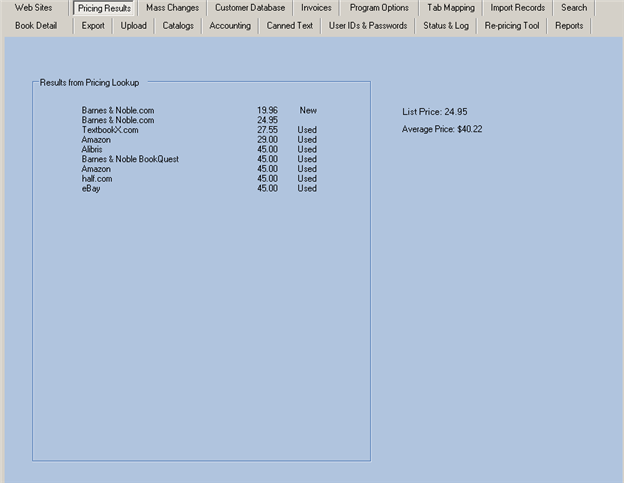 Web Sites Pricing Results Mass Changes Customer Database Invoices Program Options Tab Mapping Import Records Search
Book Detail Export Upload Catalogs Accounting Canned Text User IDs & Passwords Status & Log Re-pricing Tool Reports
Results from Pricing Lookup
Barnes & Noble.com 19.96 New
Barnes & Noble.com 24.95
TextbookX.com 27.55 Used
Amazon 29.00 Used
Alibris 45.00 Used
Barnes & Noble BookQuest 45.00 Used
Amazon 45.00 Used
half.com 45.00 Used
eBay 45.00 Used
List Price: 24.95
Average Price: $40.22